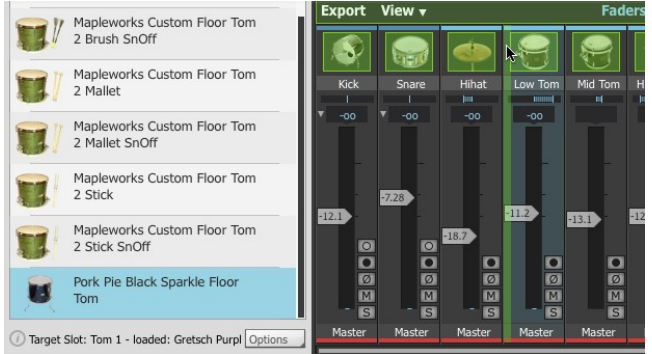 Mapleworks Custom Floor Tom
2 Brush SnOff
Mapleworks Custom Floor Tom
2 Mallet
Mapleworks Custom Floor Tom
2 Mallet SnOff
Mapleworks Custom Floor Tom
2 Stick
Mapleworks Custom Floor Tom
2 Stick SnOff
Pork Pie Black Sparkle Floor
Tom
Target Slot: Tom 1 - loaded: Gretsch Purpl Options
Export View Faders
Kick Snare Hihat Low Tom Mid Tom H
-oo -oo -oo -oo
-12.1 -7.28 -18.7 -11.2 -13.1 -12
Ø Ø Ø Ø Ø
M M M M M
S S S S S
Master Master Master Master Master